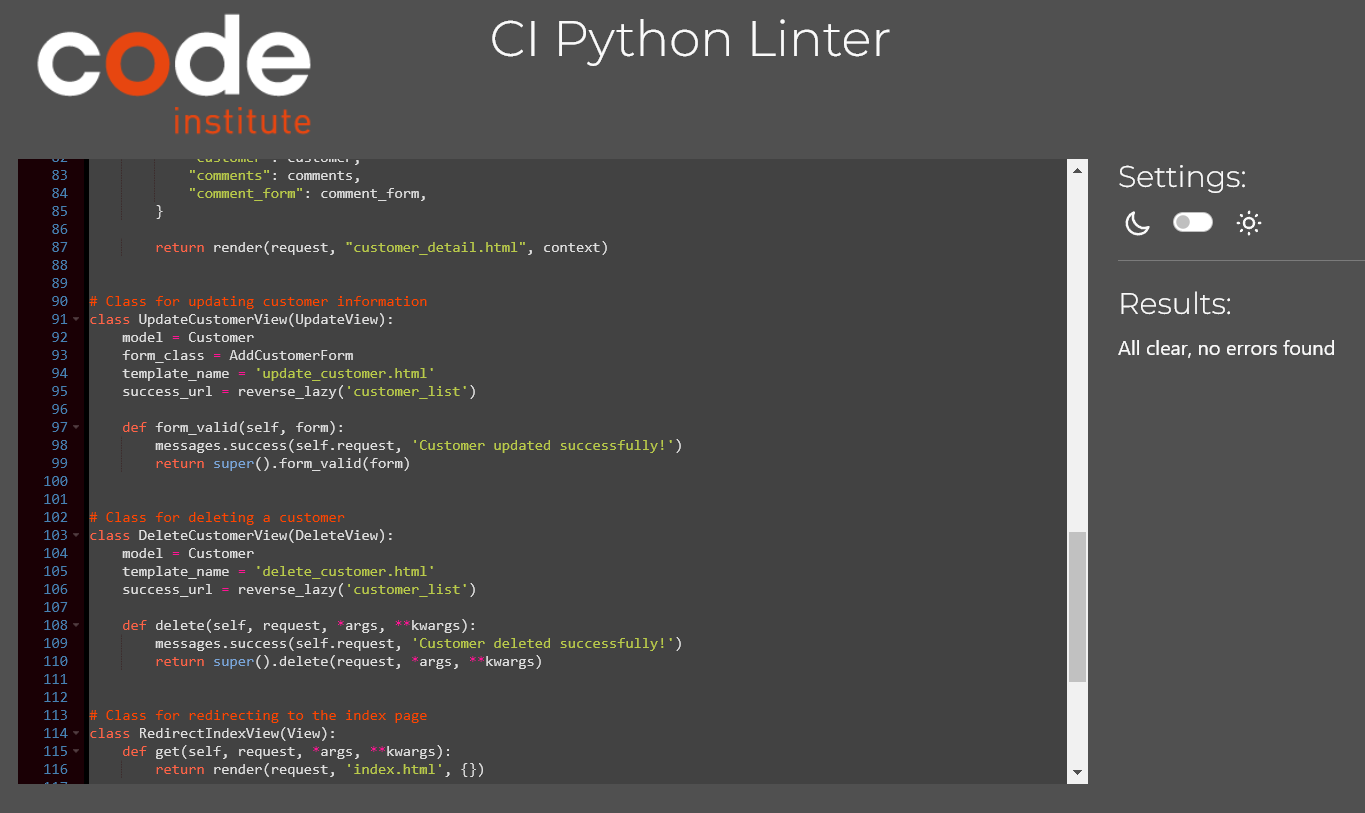 code
institute
CI Python Linter
82 "customer": customer,
83 "comments": comments,
84 "comment_form": comment_form,
85 }
86
87 return render(request, "customer_detail.html", context)
88
89
90 # Class for updating customer information
91 class UpdateCustomerView(UpdateView):
92 model = Customer
93 form_class = AddCustomerForm
94 template_name = 'update_customer.html'
95 success_url = reverse_lazy('customer_list')
96
97 def form_valid(self, form):
98 messages.success(self.request, 'Customer updated successfully!')
99 return super().form_valid(form)
100
101
102 # Class for deleting a customer
103 class DeleteCustomerView(DeleteView):
104 model = Customer
105 template_name = 'delete_customer.html'
106 success_url = reverse_lazy('customer_list')
107
108 def delete(self, request, *args, **kwargs):
109 messages.success(self.request, 'Customer deleted successfully!')
110 return super().delete(request, *args, **kwargs)
111
112
113 # Class for redirecting to the index page
114 class RedirectIndexView(View):
115 def get(self, request, *args, **kwargs):
116 return render(request, 'index.html', {})
117
Settings:
Results:
All clear, no errors found